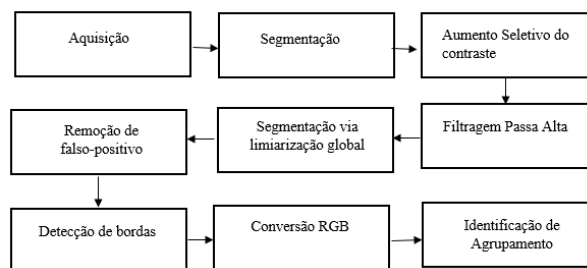 Aquisição
Segmentação
Aumento Seletivo do
contraste
Filtragem Passa Alta
Segmentação via
limiarização global
Remoção de
falso-positivo
Detecção de bordas
Conversão RGB
Identificação de
Agrupamento